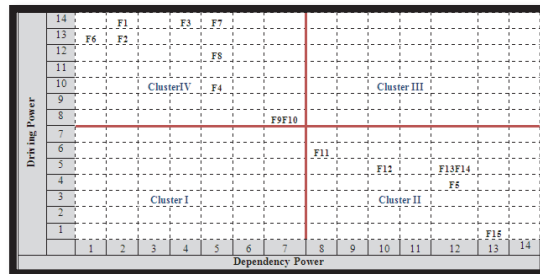 Driving Power
14 F1 F3 F7
13 F6 F2
12 F8
11
10 ClusterIV F4 Cluster III
9
8 F9F10
7
6 F11
5 F12 F13F14
4 F5
3 Cluster I Cluster II
2
1 F15
1 2 3 4 5 6 7 8 9 10 11 12 13 14
Dependency Power